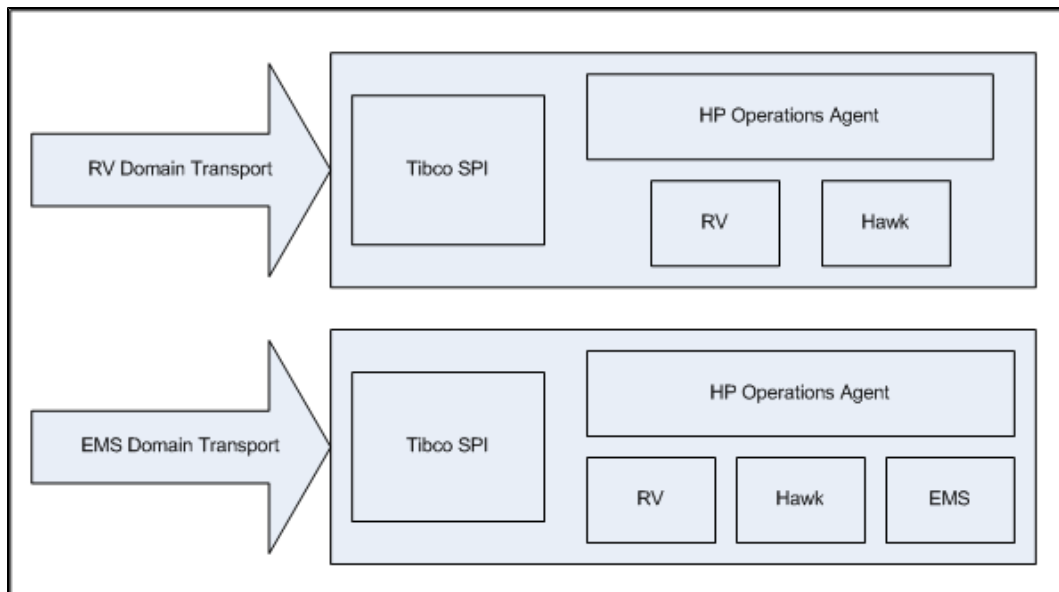 RV Domain Transport
Tibco SPI
HP Operations Agent
RV
Hawk
EMS Domain Transport
Tibco SPI
HP Operations Agent
RV
Hawk
EMS